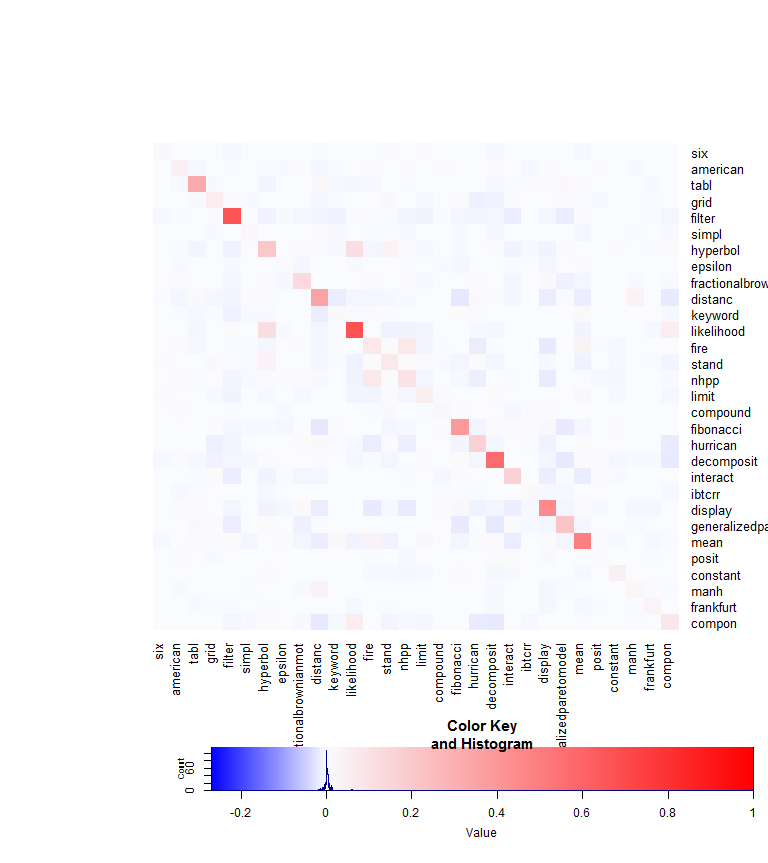 six
american
tabl
grid
filter
simpl
hyperbol
epsilon
fractionalbrow
distanc
keyword
likelihood
fire
stand
nhpp
limit
compound
fibonacci
hurrican
decomposit
interact
ibtcrr
display
generalizedpa
mean
posit
constant
manh
frankfurt
compon
six
american
tabl
grid
filter
simpl
hyperbol
epsilon
tionalbrownianmot
distanc
keyword
likelihood
fire
stand
nhpp
limit
compound
fibonacci
hurrican
decomposit
interact
ibtcrr
display
alizedparetomodel
mean
posit
constant
manh
frankfurt
compon
Color Key
and Histogram
Count
0 60
-0.2 0 0.2 0.4 0.6 0.8 1
Value